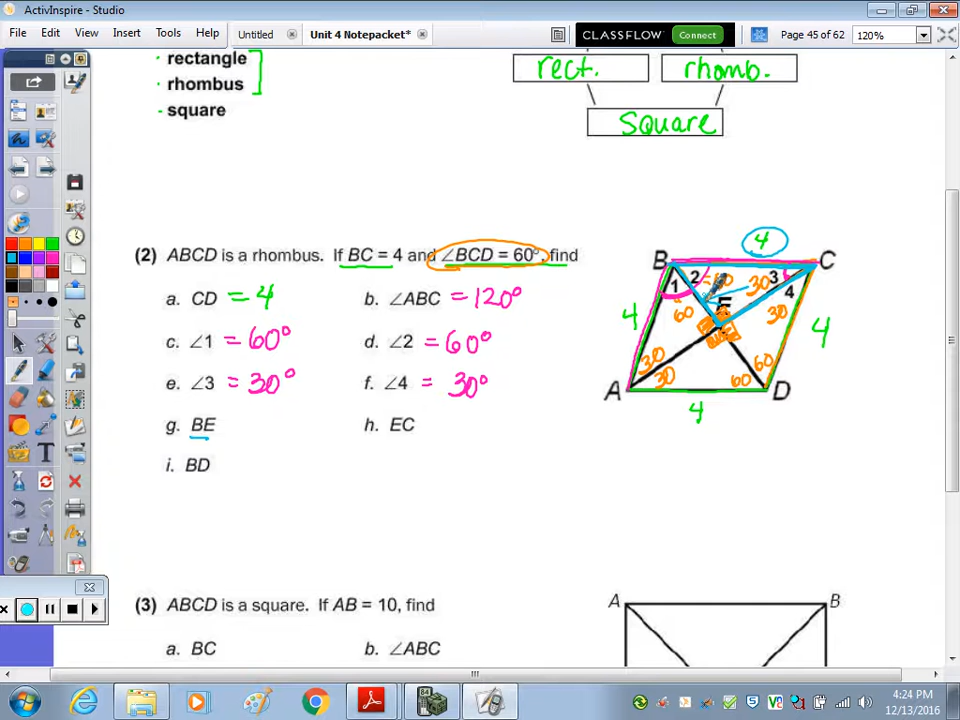 ActivInspire - Studio
File Edit View Insert Tools Help
Untitled
Unit 4 Notepacket*
CLASSFLOW Connect
Page 45 of 62
120%
· rectangle
· rhombus
- square
rect. rhomb.
square
(2) ABCD is a rhombus. If BC = 4 and ∠BCD = 60°, find
a. CD = 4
b. ∠ABC = 120°
c. ∠1 = 60°
d. ∠2 = 60°
e. ∠3 = 30°
f. ∠4 = 30°
g. BE
h. EC
i. BD
4
B C
1 2 60 30 3 4
4 60 E 30 4
30 30 60 60
A D
4
(3) ABCD is a square. If AB = 10, find
a. BC
b. ∠ABC
A B
84
4:24 PM
12/13/2016